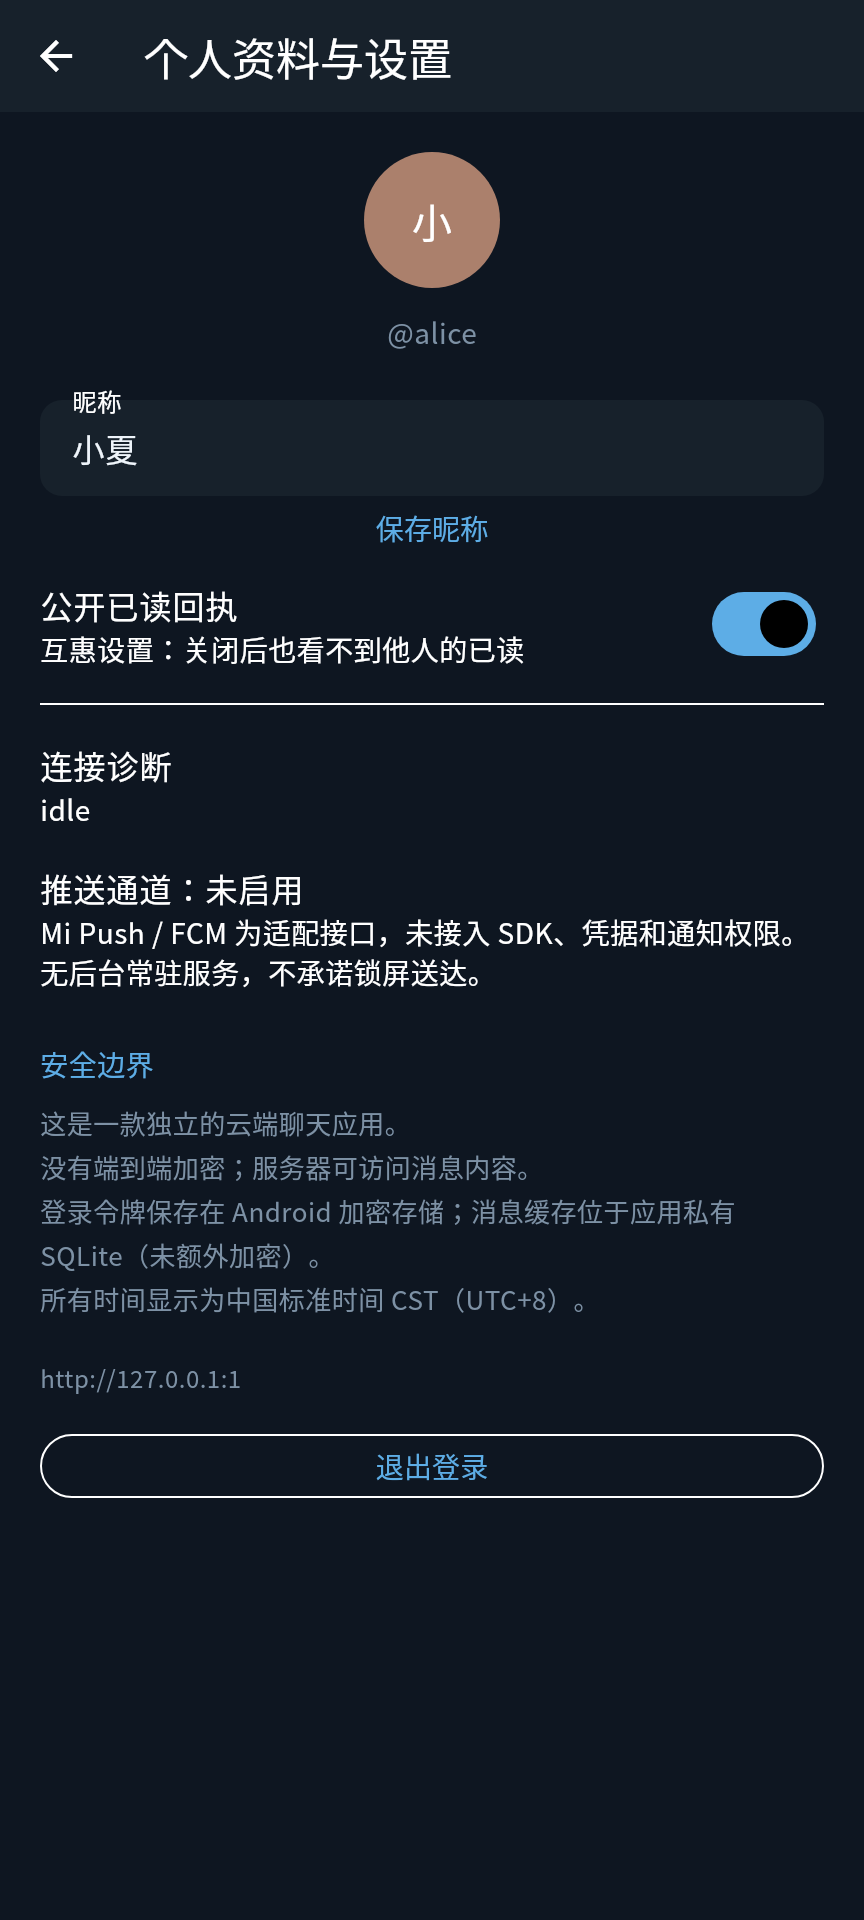 个人资料与设置
小
@alice
昵称
小夏
保存昵称
公开已读回执
互惠设置：关闭后也看不到他人的已读
连接诊断
idle
推送通道：未启用
Mi Push / FCM 为适配接口，未接入 SDK、凭据和通知权限。
无后台常驻服务，不承诺锁屏送达。
安全边界
这是一款独立的云端聊天应用。
没有端到端加密；服务器可访问消息内容。
登录令牌保存在 Android 加密存储；消息缓存位于应用私有
SQLite（未额外加密）。
所有时间显示为中国标准时间 CST（UTC+8）。
http://127.0.0.1:1
退出登录